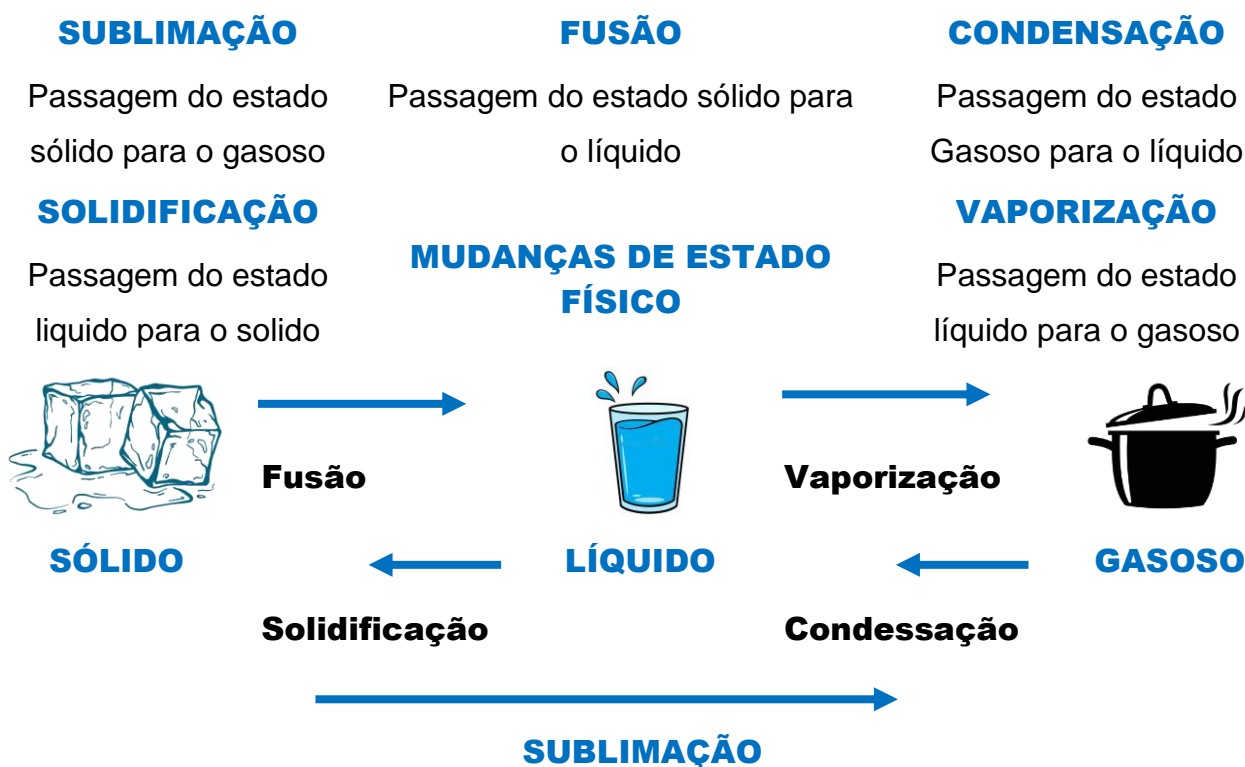 SUBLIMAÇÃO
Passagem do estado
sólido para o gasoso
FUSÃO
Passagem do estado sólido para
o líquido
CONDENSAÇÃO
Passagem do estado
Gasoso para o líquido
SOLIDIFICAÇÃO
Passagem do estado
liquido para o solido
MUDANÇAS DE ESTADO
FÍSICO
VAPORIZAÇÃO
Passagem do estado
líquido para o gasoso
Fusão
Vaporização
SÓLIDO
LÍQUIDO
GASOSO
Solidificação
Condessação
SUBLIMAÇÃO